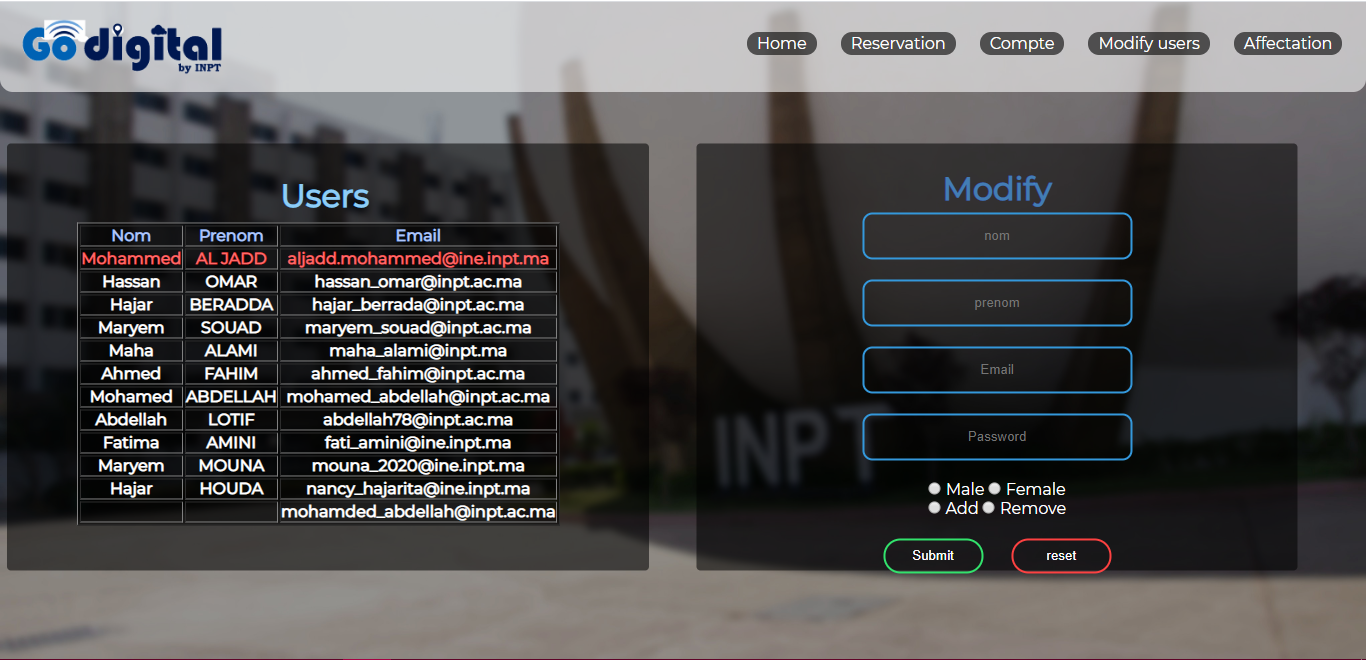 Go digital
by INPT
Home Reservation Compte Modify users Affectation
Users
Nom Prenom Email
Mohammed AL JADD aljadd.mohammed@ine.inpt.ma
Hassan OMAR hassan_omar@inpt.ac.ma
Hajar BERADDA hajar_berrada@inpt.ac.ma
Maryem SOUAD maryem_souad@inpt.ac.ma
Maha ALAMI maha_alami@inpt.ma
Ahmed FAHIM ahmed_fahim@inpt.ac.ma
Mohamed ABDELLAH mohamed_abdellah@inpt.ac.ma
Abdellah LOTIF abdellah78@inpt.ac.ma
Fatima AMINI fati_amini@ine.inpt.ma
Maryem MOUNA mouna_2020@ine.inpt.ma
Hajar HOUDA nancy_hajarita@ine.inpt.ma
mohamded_abdellah@inpt.ac.ma
Modify
nom
prenom
Email
Password
Male Female
Add Remove
Submit reset
INPT